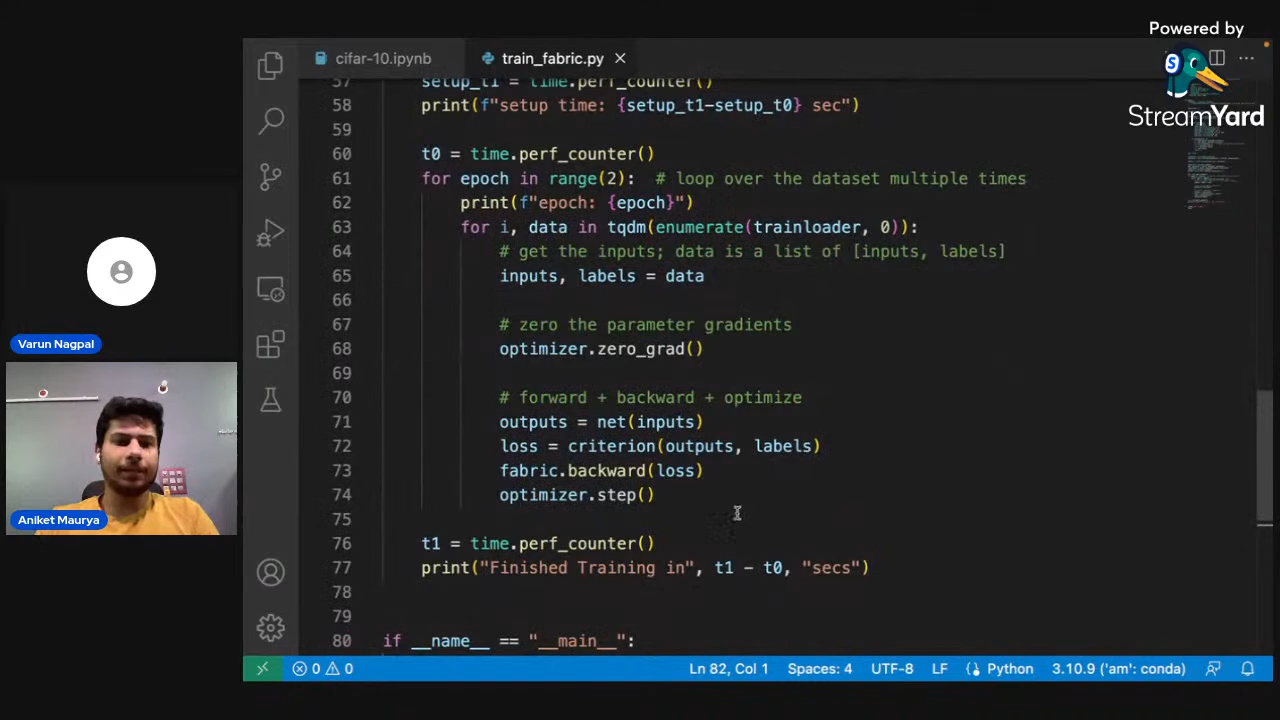 Powered by
StreamYard
cifar-10.ipynb
train_fabric.py
57 setup_t1 = time.perf_counter()
58 print(f"setup time: {setup_t1-setup_t0} sec")
59
60 t0 = time.perf_counter()
61 for epoch in range(2):  # loop over the dataset multiple times
62 print(f"epoch: {epoch}")
63 for i, data in tqdm(enumerate(trainloader, 0)):
64 # get the inputs; data is a list of [inputs, labels]
65 inputs, labels = data
66
67 # zero the parameter gradients
68 optimizer.zero_grad()
69
70 # forward + backward + optimize
71 outputs = net(inputs)
72 loss = criterion(outputs, labels)
73 fabric.backward(loss)
74 optimizer.step()
75
76 t1 = time.perf_counter()
77 print("Finished Training in", t1 - t0, "secs")
78
79
80 if __name__ == "__main__":
Varun Nagpal
Aniket Maurya
0 0 Ln 82, Col 1 Spaces: 4 UTF-8 LF Python 3.10.9 ('am': conda)